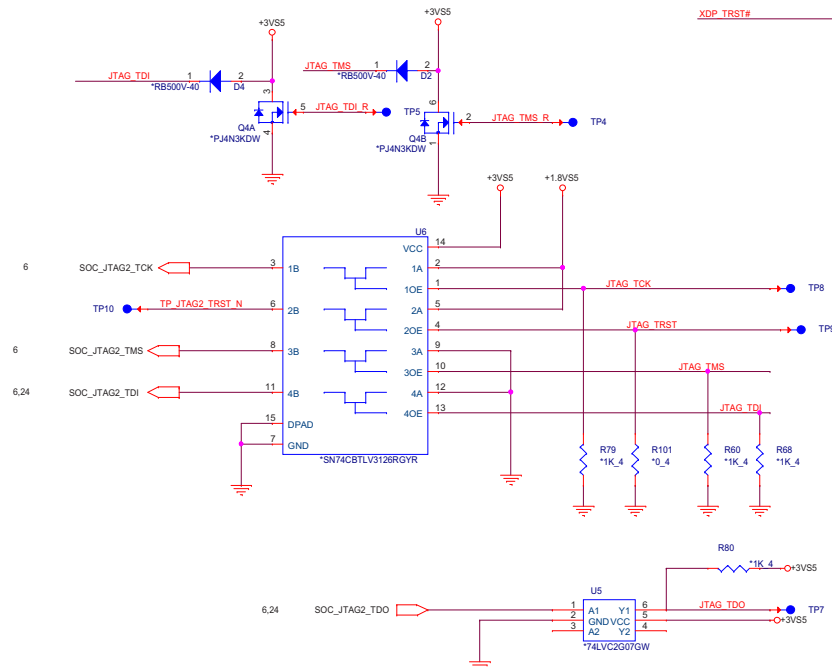 +3VS5
+3VS5
XDP_TRST#
JTAG_TDI
1
2
*RB500V-40
D4
JTAG_TMS
1
2
*RB500V-40
D2
3
5
JTAG_TDI_R
4
Q4A
*PJ4N3KDW
6
TP5
2
JTAG_TMS_R
TP4
1
Q4B
*PJ4N3KDW
+3VS5
+1.8VS5
U6
VCC
14
6
SOC_JTAG2_TCK
3
1B
1A
2
1OE
1
JTAG_TCK
TP8
TP10
TP_JTAG2_TRST_N
6
2B
2A
5
2OE
4
JTAG_TRST
TP9
6
SOC_JTAG2_TMS
8
3B
3A
9
3OE
10
JTAG_TMS
6,24
SOC_JTAG2_TDI
11
4B
4A
12
4OE
13
JTAG_TDI
15
DPAD
7
GND
*SN74CBTLV3126RGYR
R79
*1K_4
R101
*0_4
R60
*1K_4
R68
*1K_4
R80
*1K_4
+3VS5
U5
6,24
SOC_JTAG2_TDO
1
A1
Y1
6
JTAG_TDO
TP7
2
GND
VCC
5
+3VS5
3
A2
Y2
4
*74LVC2G07GW